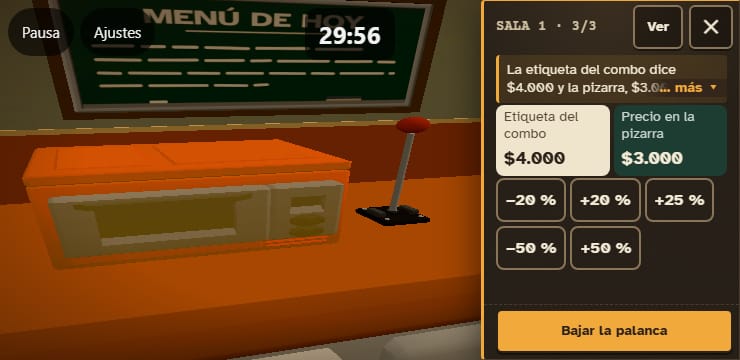 MENÚ DE HOY
Pausa
Ajustes
29:56
SALA 1 · 3/3
Ver
La etiqueta del combo dice
$4.000 y la pizarra, $3.0... más
Etiqueta del combo
$4.000
Precio en la pizarra
$3.000
−20 %
+20 %
+25 %
−50 %
+50 %
Bajar la palanca